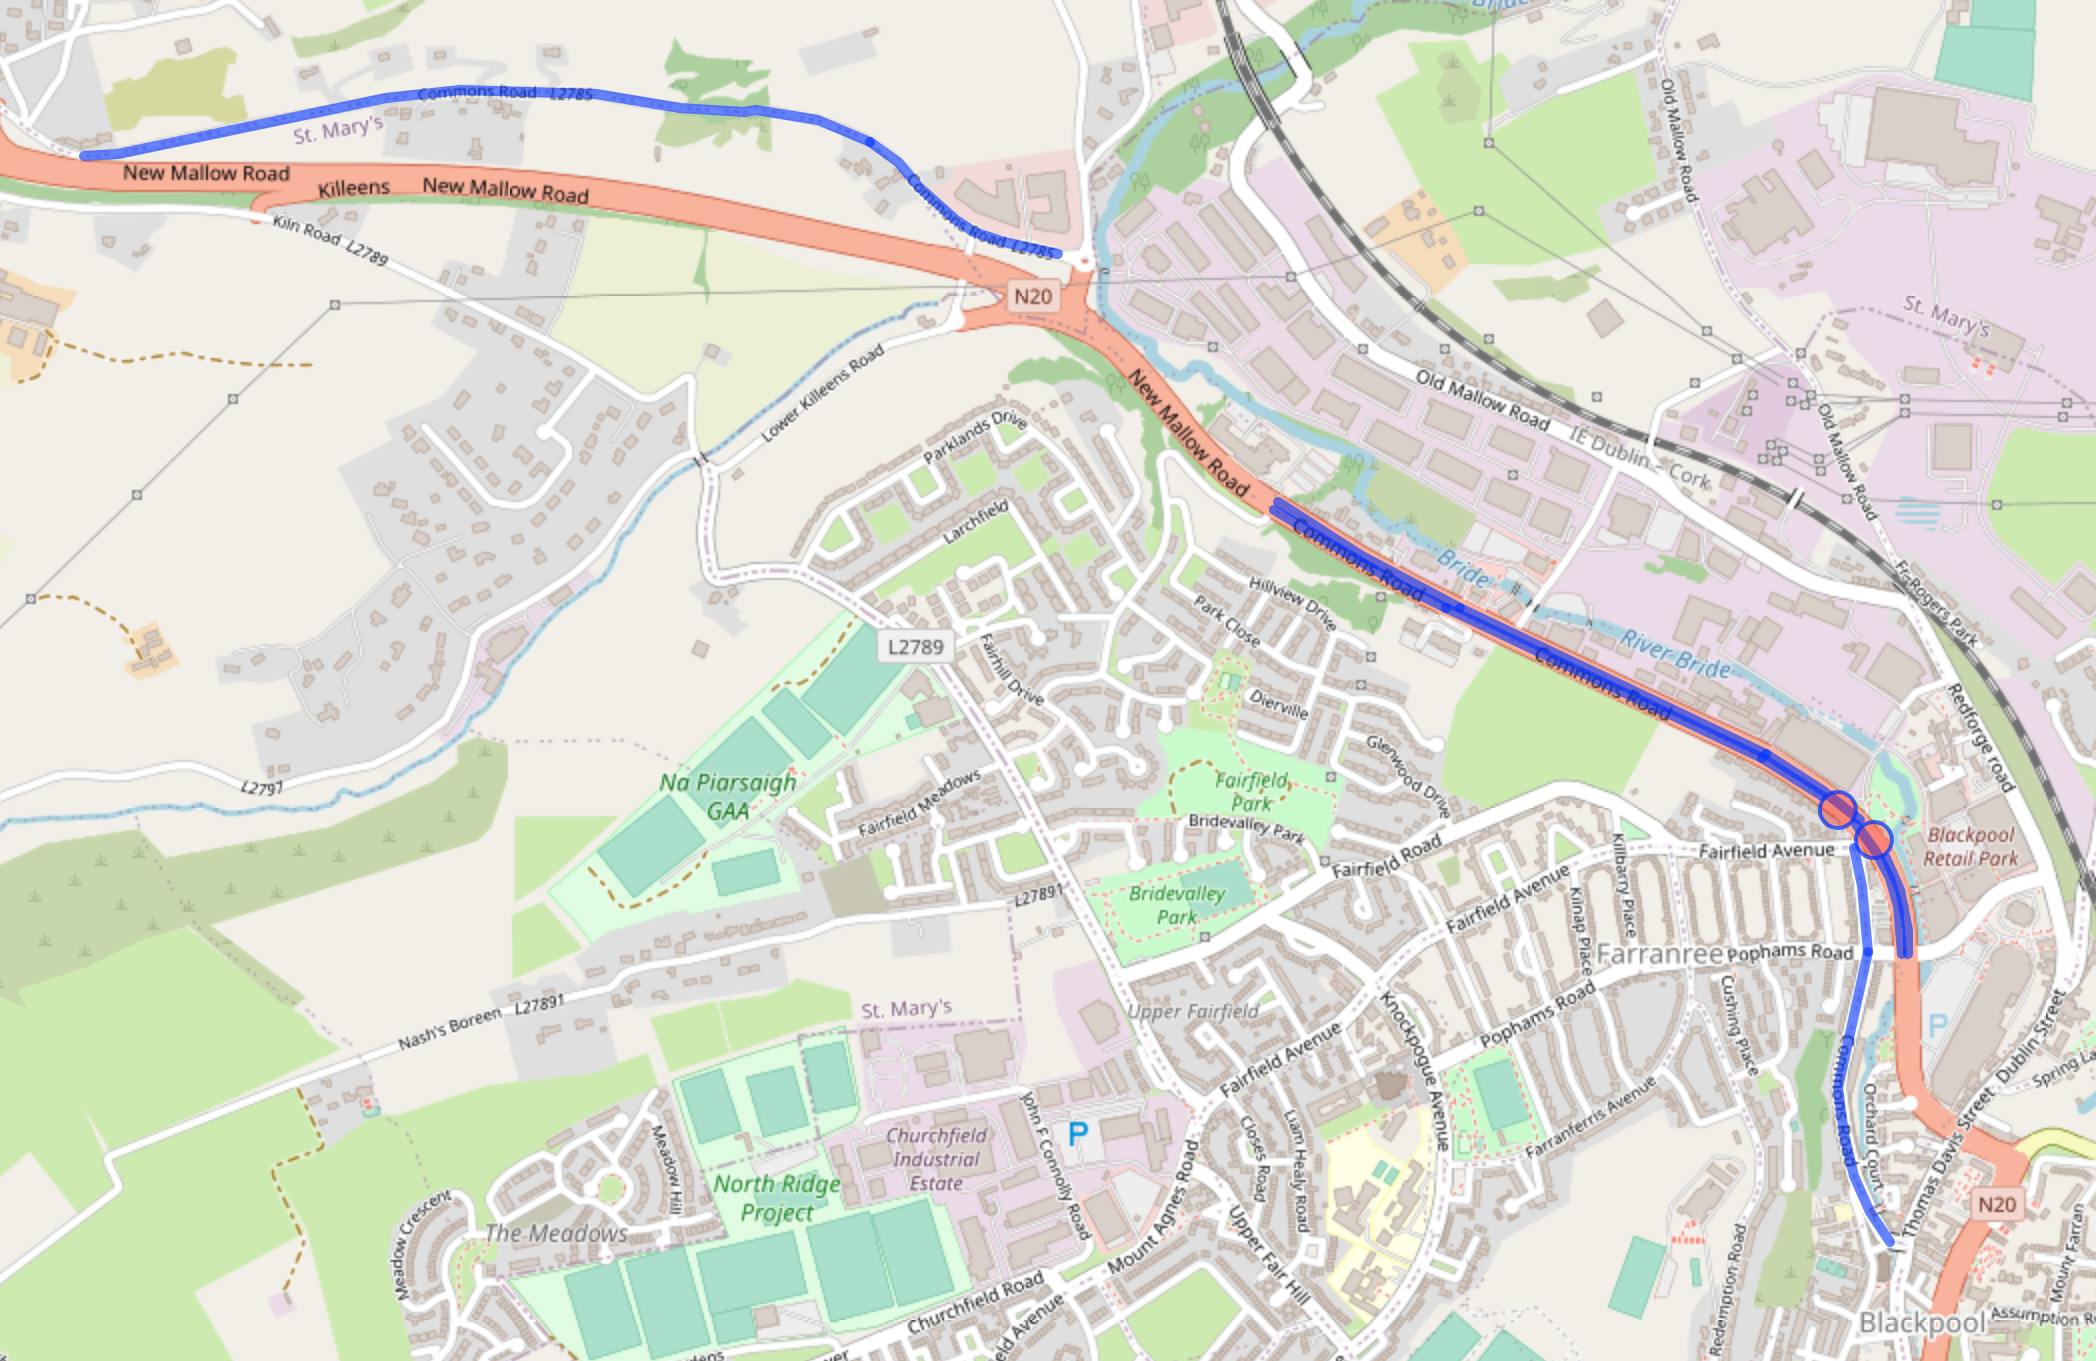 Bride
Commons Road L2785
St. Mary's
New Mallow Road
Killeens
New Mallow Road
Kiln Road L2789
Commons Road L2785
N20
Old Mallow Road
St. Mary's
Lower Killeens Road
New Mallow Road
Old Mallow Road
IÉ Dublin - Cork
Old Mallow Road
Parklands Drive
Larchfield
Commons Road
Bride
Fr. Rogers Park
Hillview Drive
Park Close
River Bride
L2789
Fairhill Drive
Dierville
Commons Road
Redforge road
Glenwood Drive
Na Piarsaigh
GAA
L2797
Fairfield
Park
Fairfield Meadows
Bridevalley Park
Fairfield Road
Killbarry Place
Fairfield Avenue
Blackpool
Retail Park
L27891
Bridevalley
Park
Fairfield Avenue
Kilnap Place
Farranree
Pophams Road
St. Mary's
Upper Fairfield
Nash's Boreen L27891
Knockpogue Avenue
Pophams Road
Cushing Place
P
Dublin Street
Fairfield Avenue
Commons Road
Spring La
Orchard Court
Farranferris Avenue
Thomas Davis Street
John F Connolly Road
P
Closes Road
Liam Healy Road
Churchfield
Industrial
Estate
Meadow Hill
North Ridge
Project
Mount Agnes Road
Meadow Crescent
The Meadows
Upper Fair Hill
N20
Redemption Road
Mount Farran
Churchfield Road
Blackpool
Assumption R
field Avenue
dens